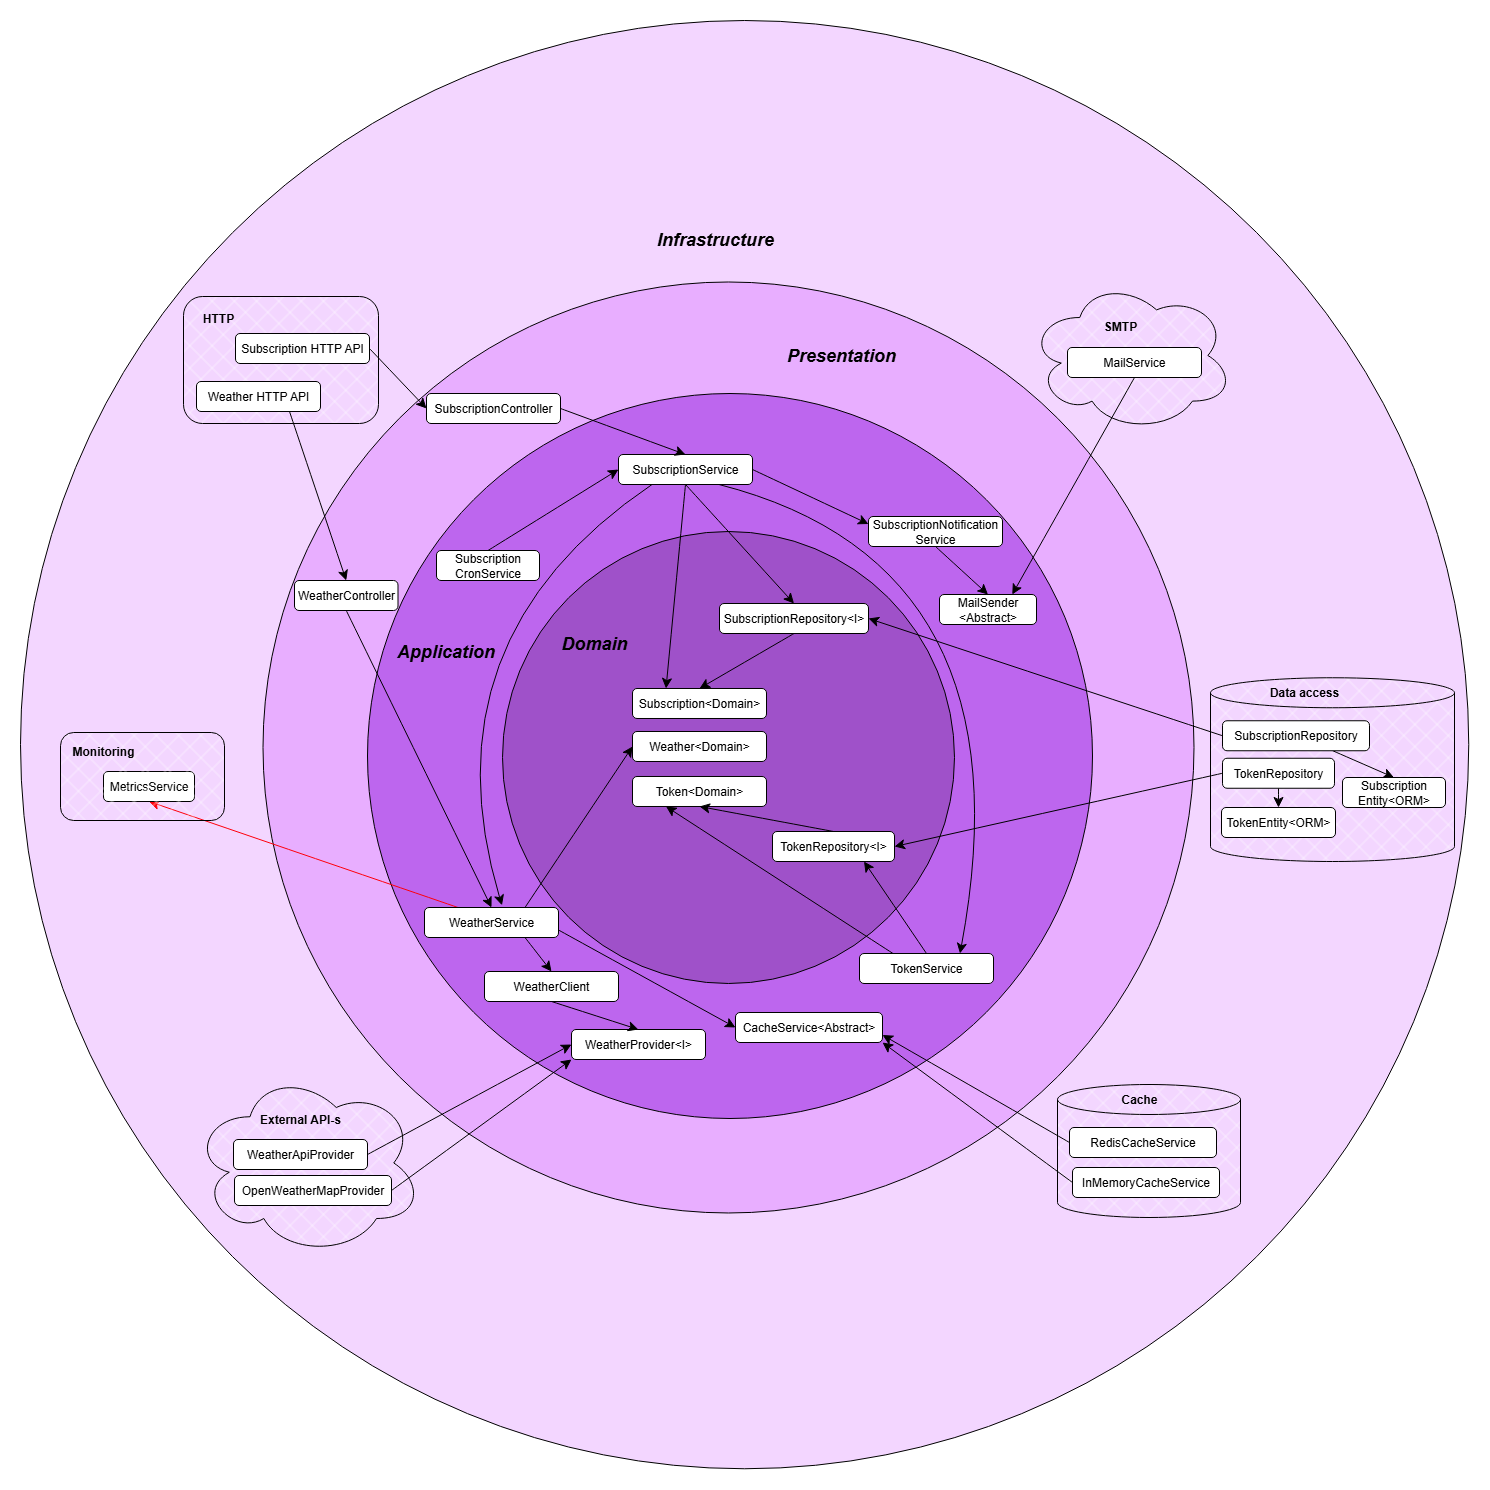 Infrastructure
HTTP
Subscription HTTP API
Weather HTTP API
SMTP
MailService
Presentation
SubscriptionController
SubscriptionService
SubscriptionNotification
Service
Subscription
CronService
WeatherController
MailSender
<Abstract>
SubscriptionRepository<I>
Domain
Application
Subscription<Domain>
Weather<Domain>
Token<Domain>
TokenRepository<I>
Data access
SubscriptionRepository
TokenRepository
Subscription
Entity<ORM>
TokenEntity<ORM>
Monitoring
MetricsService
WeatherService
TokenService
WeatherClient
CacheService<Abstract>
WeatherProvider<I>
External API-s
WeatherApiProvider
OpenWeatherMapProvider
Cache
RedisCacheService
InMemoryCacheService